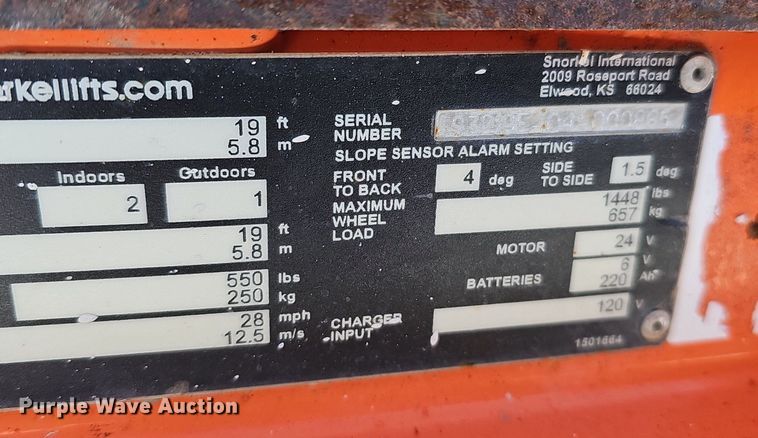 rkellifts.com
Snorkel International
2009 Roseport Road
Elwood, KS 66024
19 ft
5.8 m
SERIAL
NUMBER
SLOPE SENSOR ALARM SETTING
Indoors Outdoors
2 1
FRONT
TO BACK 4 deg
SIDE
TO SIDE 1.5 deg
MAXIMUM
WHEEL
LOAD
1448 lbs
657 kg
19 ft
5.8 m
MOTOR 24 V
BATTERIES
6 V
220 Ah
550 lbs
250 kg
28 mph
12.5 m/s
CHARGER
INPUT
120 V
1501664
Purple Wave Auction